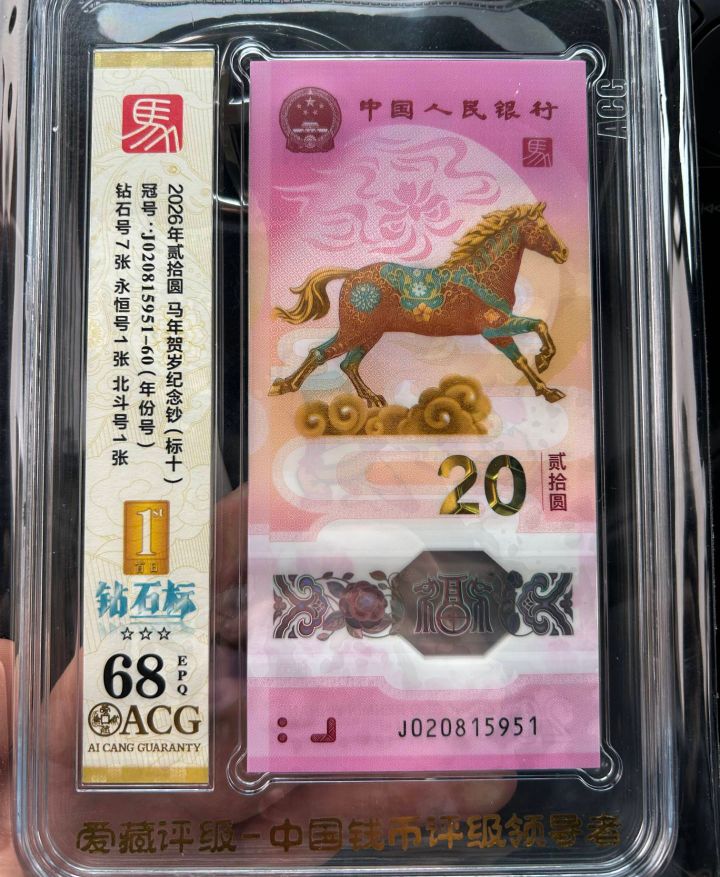 馬
2026年贰拾圆 马年贺岁纪念钞(标十)
冠号:J020815951-60(年份号)
钻石号7张 永恒号1张 北斗号1张
1st
首日
钻石标
☆☆☆
68
EPQ
ACG
AI CANG GUARANTY
ACG
中国人民银行
馬
20
贰拾圆
福
J020815951
爱藏评级-中国钱币评级领导者